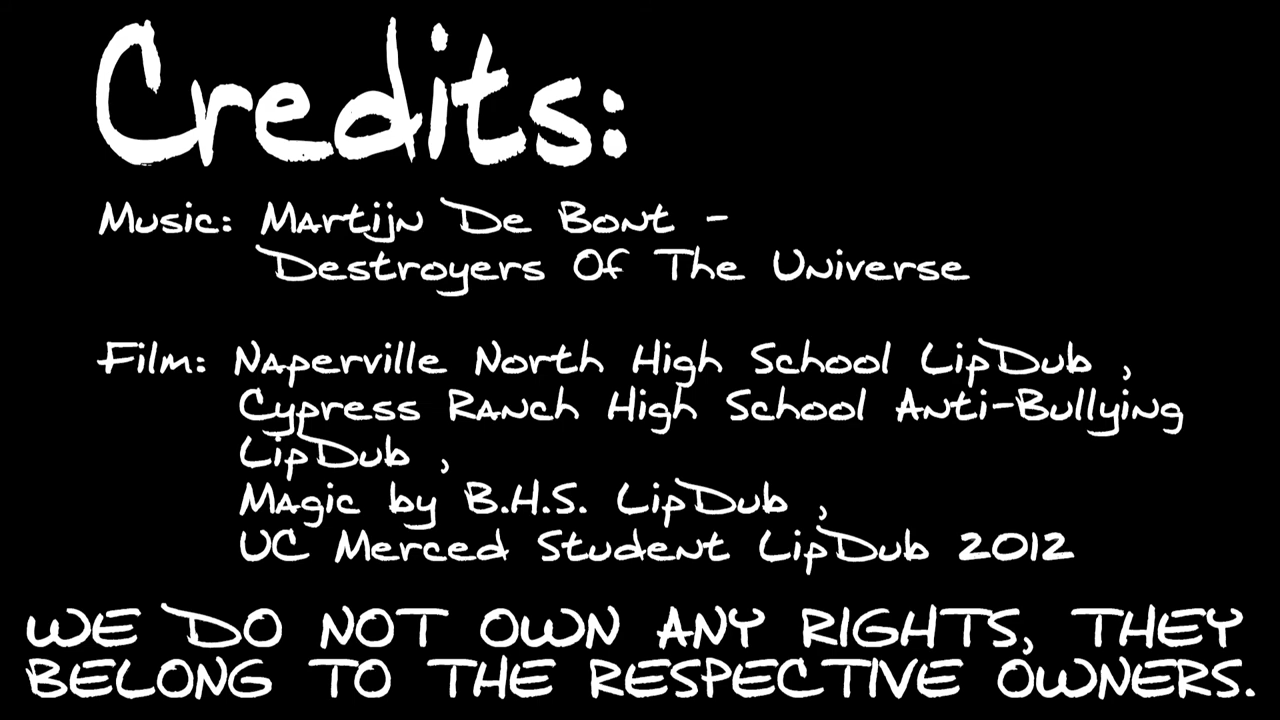 Credits:
Music: Martijn De Bont -
Destroyers Of The Universe
Film: Naperville North High School LipDub ,
Cypress Ranch High School Anti-Bullying
LipDub ,
Magic by B.H.S. LipDub ,
UC Merced Student LipDub 2012
WE DO NOT OWN ANY RIGHTS, THEY
BELONG TO THE RESPECTIVE OWNERS.